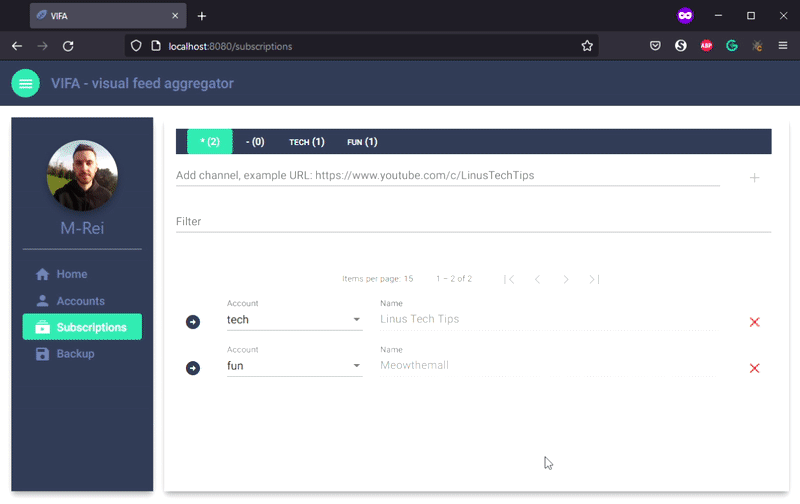 VIFA
localhost:8080/subscriptions
ABP
VIFA - visual feed aggregator
* (2) - (0) TECH (1) FUN (1)
Add channel, example URL: https://www.youtube.com/c/LinusTechTips
M-Rei
Filter
Home
Accounts
Subscriptions
Backup
Items per page: 15 1 – 2 of 2
Account Name
tech Linus Tech Tips
Account Name
fun Meowthemall